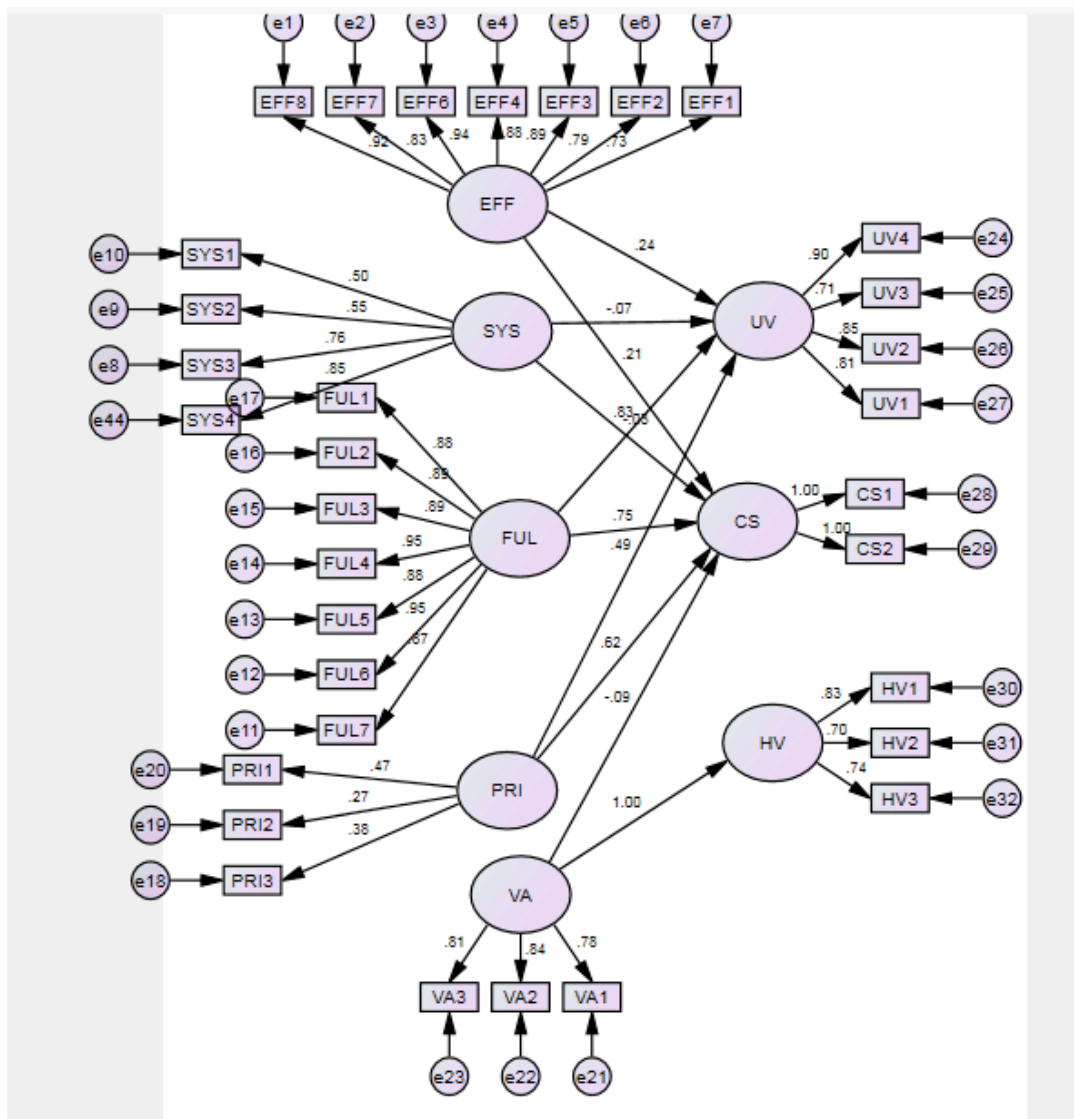 e1 e2 e3 e4 e5 e6 e7
EFF8 EFF7 EFF6 EFF4 EFF3 EFF2 EFF1
.92 .83 .94 .88 .89 .79 .73
EFF
e10 SYS1 .50
e9 SYS2 .55
e8 SYS3 .76
e44 SYS4 .85
SYS
.24
-.07
.21
.83
-.03
UV
.90 UV4 e24
.71 UV3 e25
.85 UV2 e26
.81 UV1 e27
e17 FUL1 .88
e16 FUL2 .89
e15 FUL3 .89
e14 FUL4 .95
e13 FUL5 .88
e12 FUL6 .95
e11 FUL7 .67
FUL
.75
.49
CS
1.00 CS1 e28
1.00 CS2 e29
.62
-.09
e20 PRI1 .47
e19 PRI2 .27
e18 PRI3 .38
PRI
1.00
HV
.83 HV1 e30
.70 HV2 e31
.74 HV3 e32
VA
.81 .84 .78
VA3 VA2 VA1
e23 e22 e21